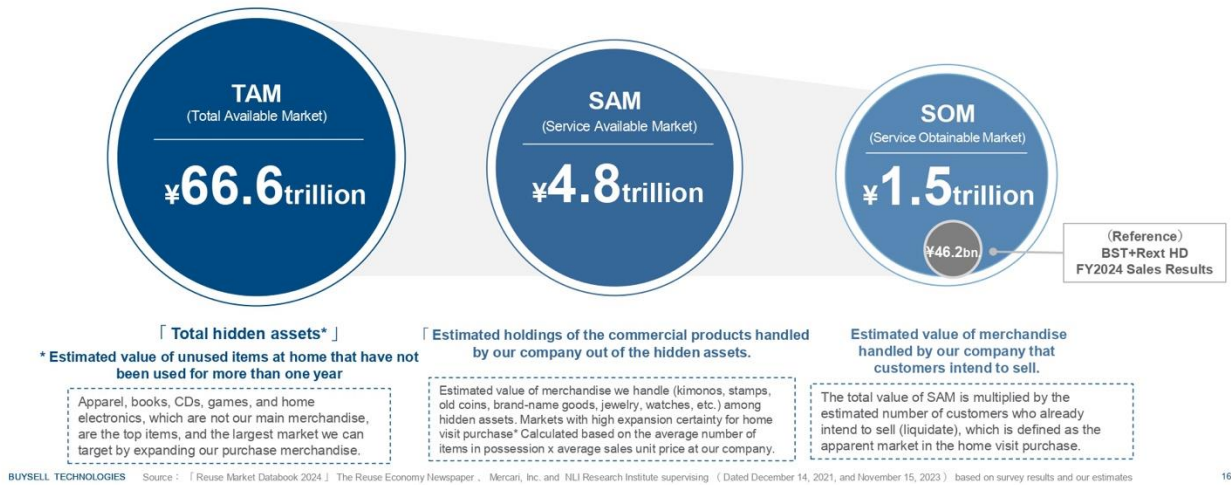 TAM
(Total Available Market)
¥66.6trillion
SAM
(Service Available Market)
¥4.8trillion
SOM
(Service Obtainable Market)
¥1.5trillion
¥46.2bn.
（Reference）
BST+Rext HD
FY2024 Sales Results
「 Total hidden assets* 」
* Estimated value of unused items at home that have not
been used for more than one year
Apparel, books, CDs, games, and home
electronics, which are not our main merchandise,
are the top items, and the largest market we can
target by expanding our purchase merchandise.
「 Estimated holdings of the commercial products handled
by our company out of the hidden assets.
Estimated value of merchandise we handle (kimonos, stamps,
old coins, brand-name goods, jewelry, watches, etc.) among
hidden assets. Markets with high expansion certainty for home
visit purchase* Calculated based on the average number of
items in possession x average sales unit price at our company.
Estimated value of merchandise
handled by our company that
customers intend to sell.
The total value of SAM is multiplied by the
estimated number of customers who already
intend to sell (liquidate), which is defined as the
apparent market in the home visit purchase.
BUYSELL TECHNOLOGIES Source： 「 Reuse Market Databook 2024 」 The Reuse Economy Newspaper 、 Mercari, Inc. and NLI Research Institute supervising （ Dated December 14, 2021, and November 15, 2023 ） based on survey results and our estimates 16